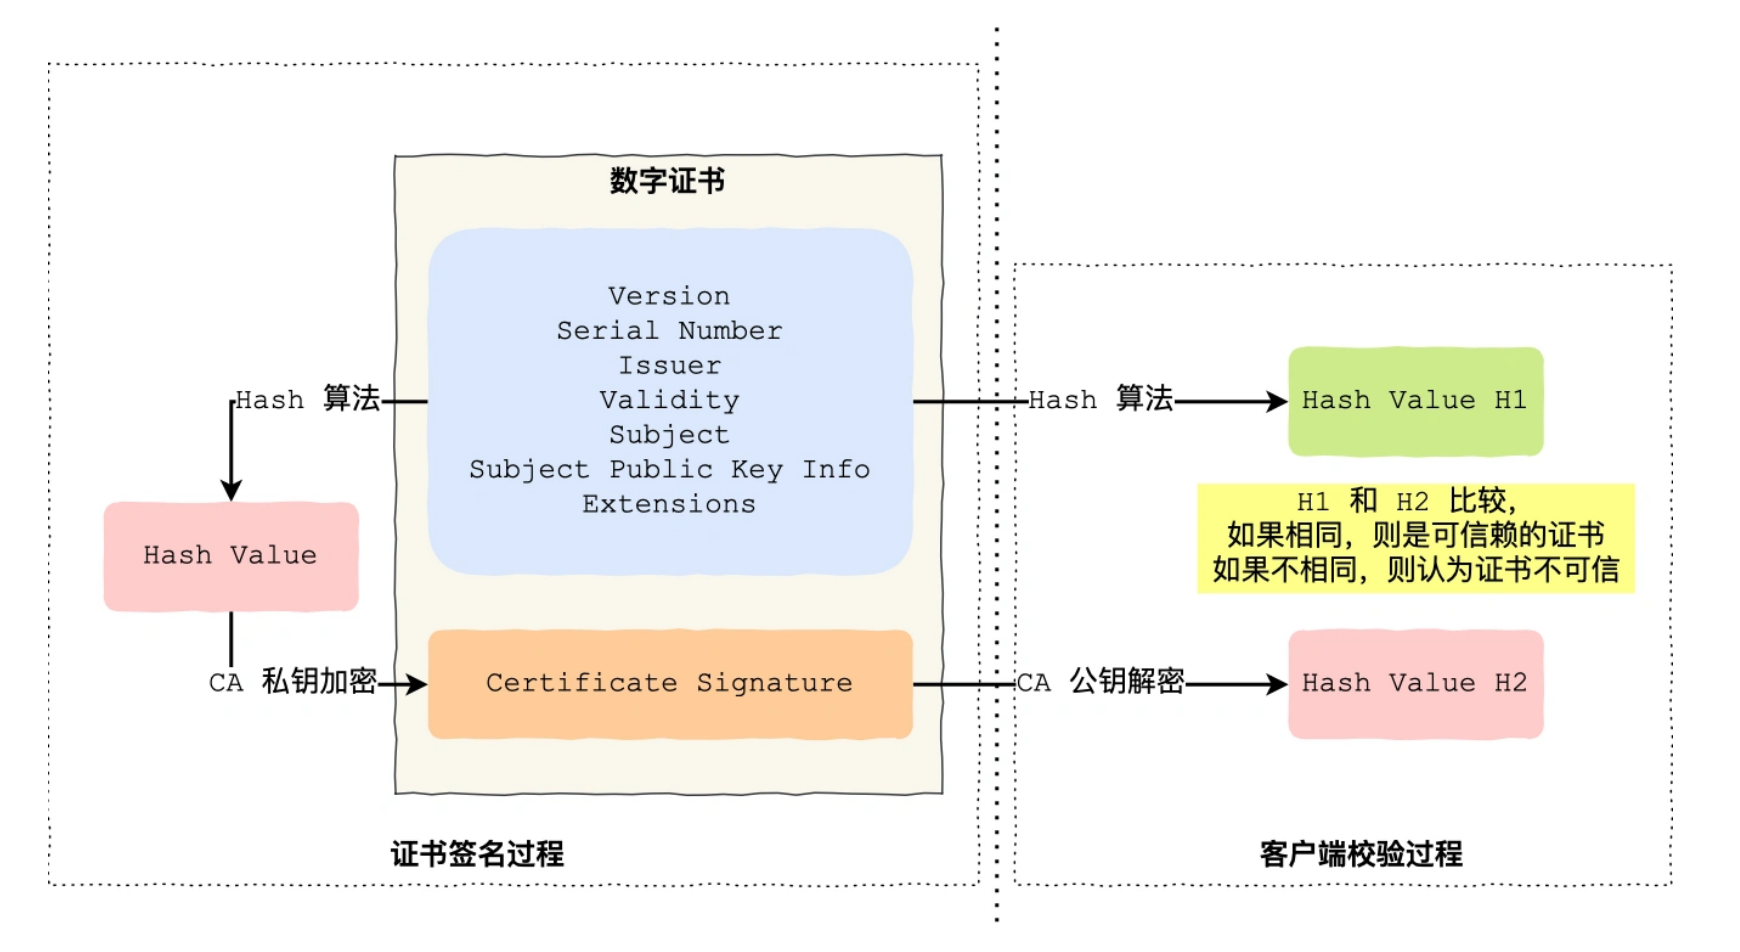 数字证书
Version
Serial Number
Issuer
Validity
Subject
Subject Public Key Info
Extensions
Hash 算法
Hash Value
CA 私钥加密
Certificate Signature
证书签名过程
Hash 算法
Hash Value H1
H1 和 H2 比较，
如果相同，则是可信赖的证书
如果不相同，则认为证书不可信
CA 公钥解密
Hash Value H2
客户端校验过程